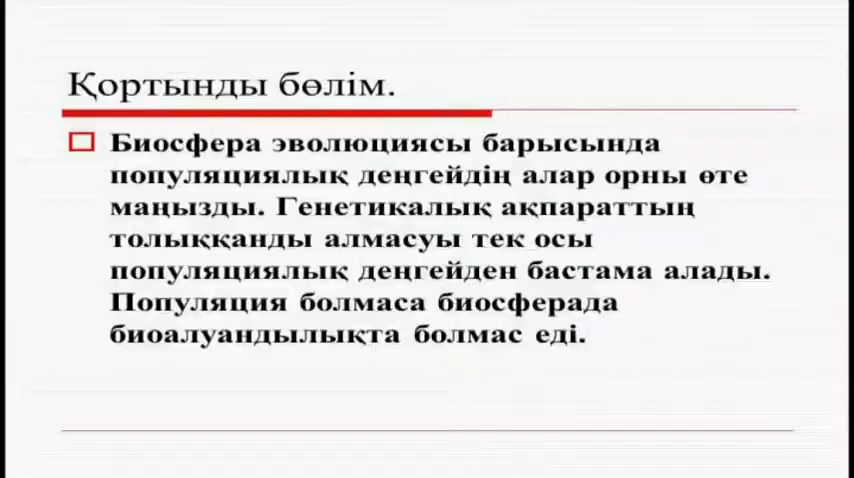 Қортынды бөлім.
Биосфера эволюциясы барысында
популяциялық деңгейдің алар орны өте
маңызды. Генетикалық ақпараттың
толыққанды алмасуы тек осы
популяциялық деңгейден бастама алады.
Популяция болмаса биосферада
биоалуандылықта болмас еді.